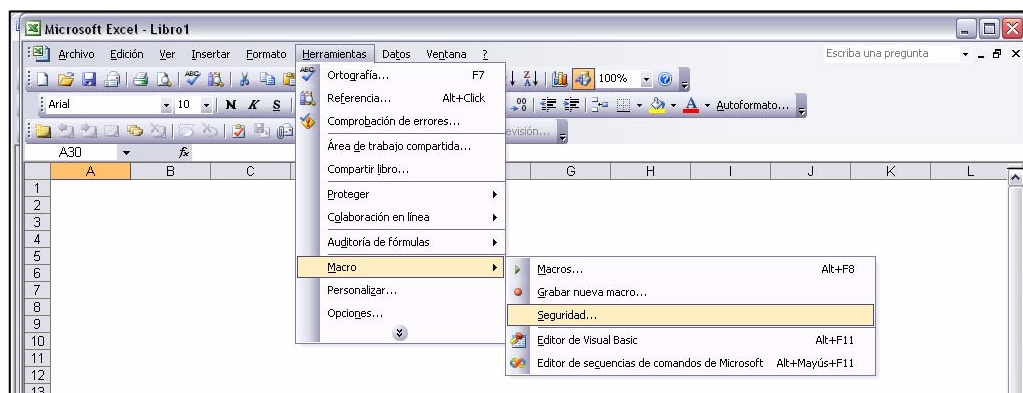 Microsoft Excel - Libro1
Archivo Edición Ver Insertar Formato Herramientas Datos Ventana ? Escriba una pregunta
100%
Arial 10 N K S Autoformato...
evisión...
A30 fx
A B C G H I J K L
1
2
3
4
5
6
7
8
9
10
11
12
13
Ortografía... F7
Referencia... Alt+Click
Comprobación de errores...
Área de trabajo compartida...
Compartir libro...
Proteger
Colaboración en línea
Auditoría de fórmulas
Macro
Personalizar...
Opciones...
Macros... Alt+F8
Grabar nueva macro...
Seguridad...
Editor de Visual Basic Alt+F11
Editor de secuencias de comandos de Microsoft Alt+Mayús+F11